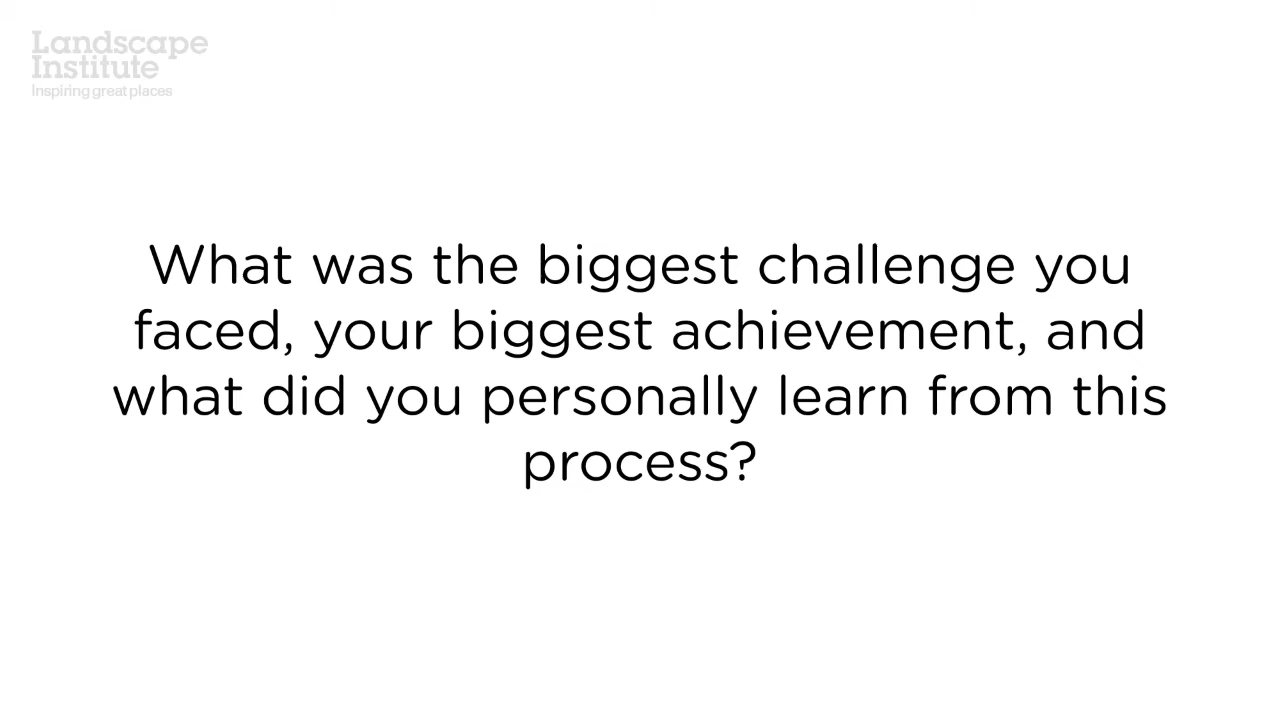 Landscape
Institute
Inspiring great places
What was the biggest challenge you
faced, your biggest achievement, and
what did you personally learn from this
process?